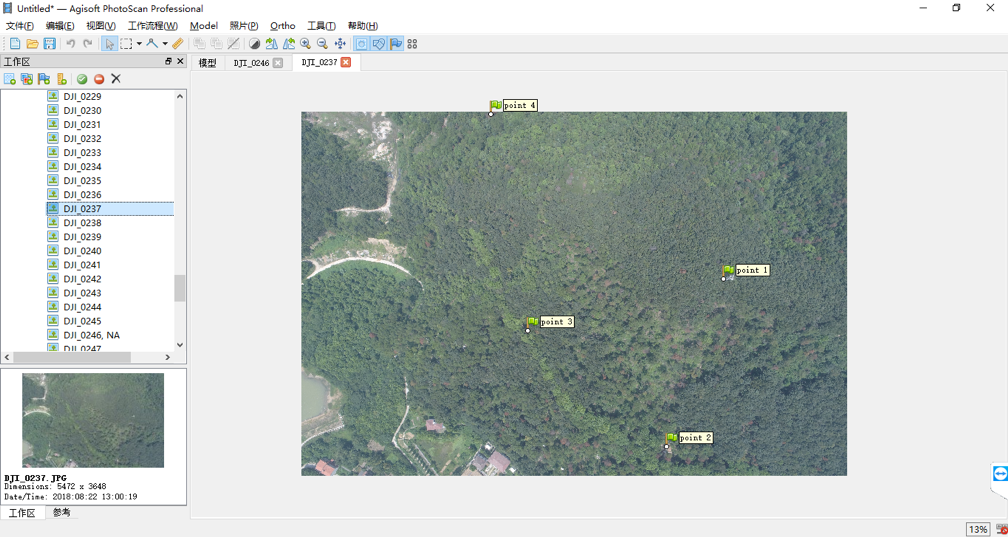 Untitled* — Agisoft PhotoScan Professional
文件(F) 编辑(E) 视图(V) 工作流程(W) Model 照片(P) Ortho 工具(T) 帮助(H)
工作区
模型 DJI_0246 DJI_0237
DJI_0229
DJI_0230
DJI_0231
DJI_0232
DJI_0233
DJI_0234
DJI_0235
DJI_0236
DJI_0237
DJI_0238
DJI_0239
DJI_0240
DJI_0241
DJI_0242
DJI_0243
DJI_0244
DJI_0245
DJI_0246, NA
DJI_0247
point 4
point 1
point 3
point 2
DJI_0237.JPG
Dimensions: 5472 x 3648
Date/Time: 2018:08:22 13:00:19
工作区 参考
13%